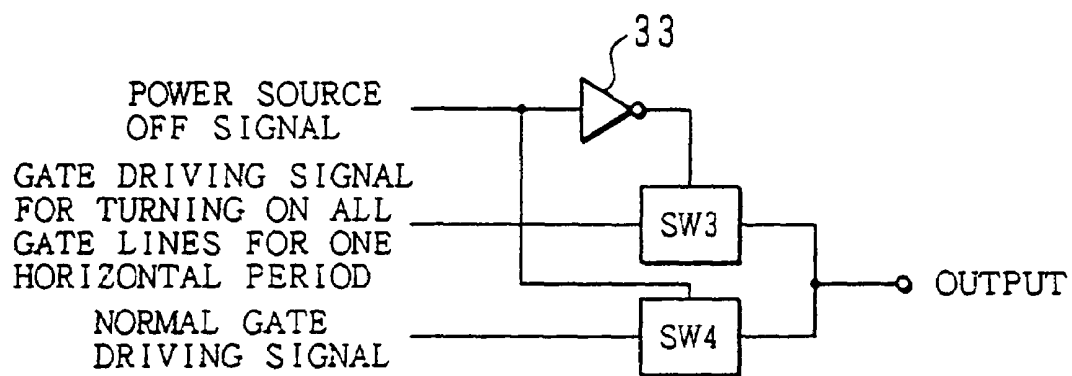 33
POWER SOURCE
OFF SIGNAL
GATE DRIVING SIGNAL
FOR TURNING ON ALL
GATE LINES FOR ONE
HORIZONTAL PERIOD
SW3
OUTPUT
NORMAL GATE
DRIVING SIGNAL
SW4